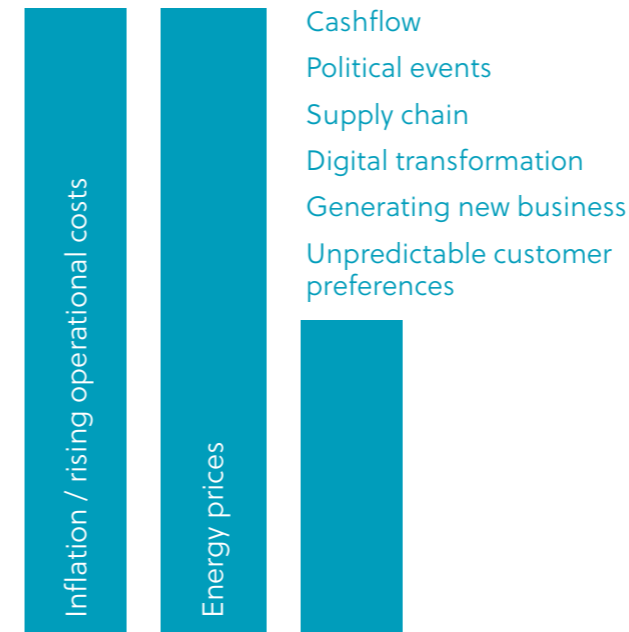 Inflation / rising operational costs
Energy prices
Cashflow
Political events
Supply chain
Digital transformation
Generating new business
Unpredictable customer
preferences